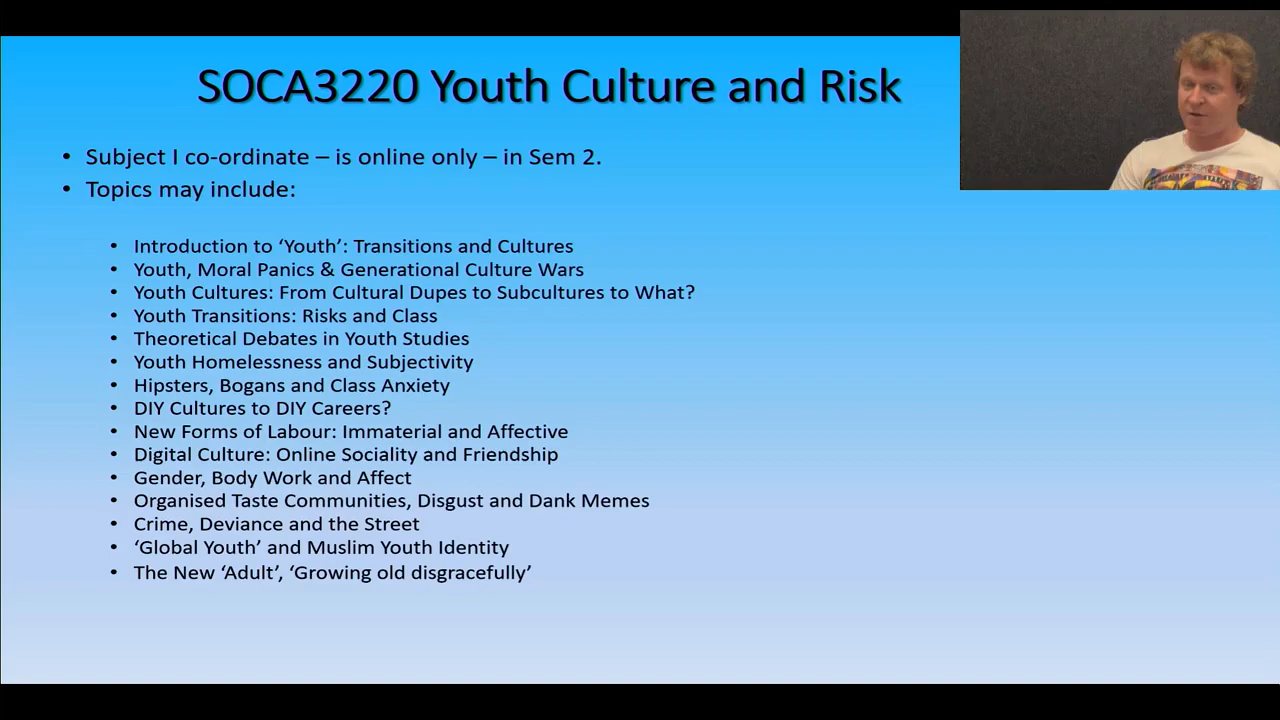 SOCA3220 Youth Culture and Risk
• Subject I co-ordinate – is online only – in Sem 2.
• Topics may include:
• Introduction to ‘Youth’: Transitions and Cultures
• Youth, Moral Panics & Generational Culture Wars
• Youth Cultures: From Cultural Dupes to Subcultures to What?
• Youth Transitions: Risks and Class
• Theoretical Debates in Youth Studies
• Youth Homelessness and Subjectivity
• Hipsters, Bogans and Class Anxiety
• DIY Cultures to DIY Careers?
• New Forms of Labour: Immaterial and Affective
• Digital Culture: Online Sociality and Friendship
• Gender, Body Work and Affect
• Organised Taste Communities, Disgust and Dank Memes
• Crime, Deviance and the Street
• ‘Global Youth’ and Muslim Youth Identity
• The New ‘Adult’, ‘Growing old disgracefully’